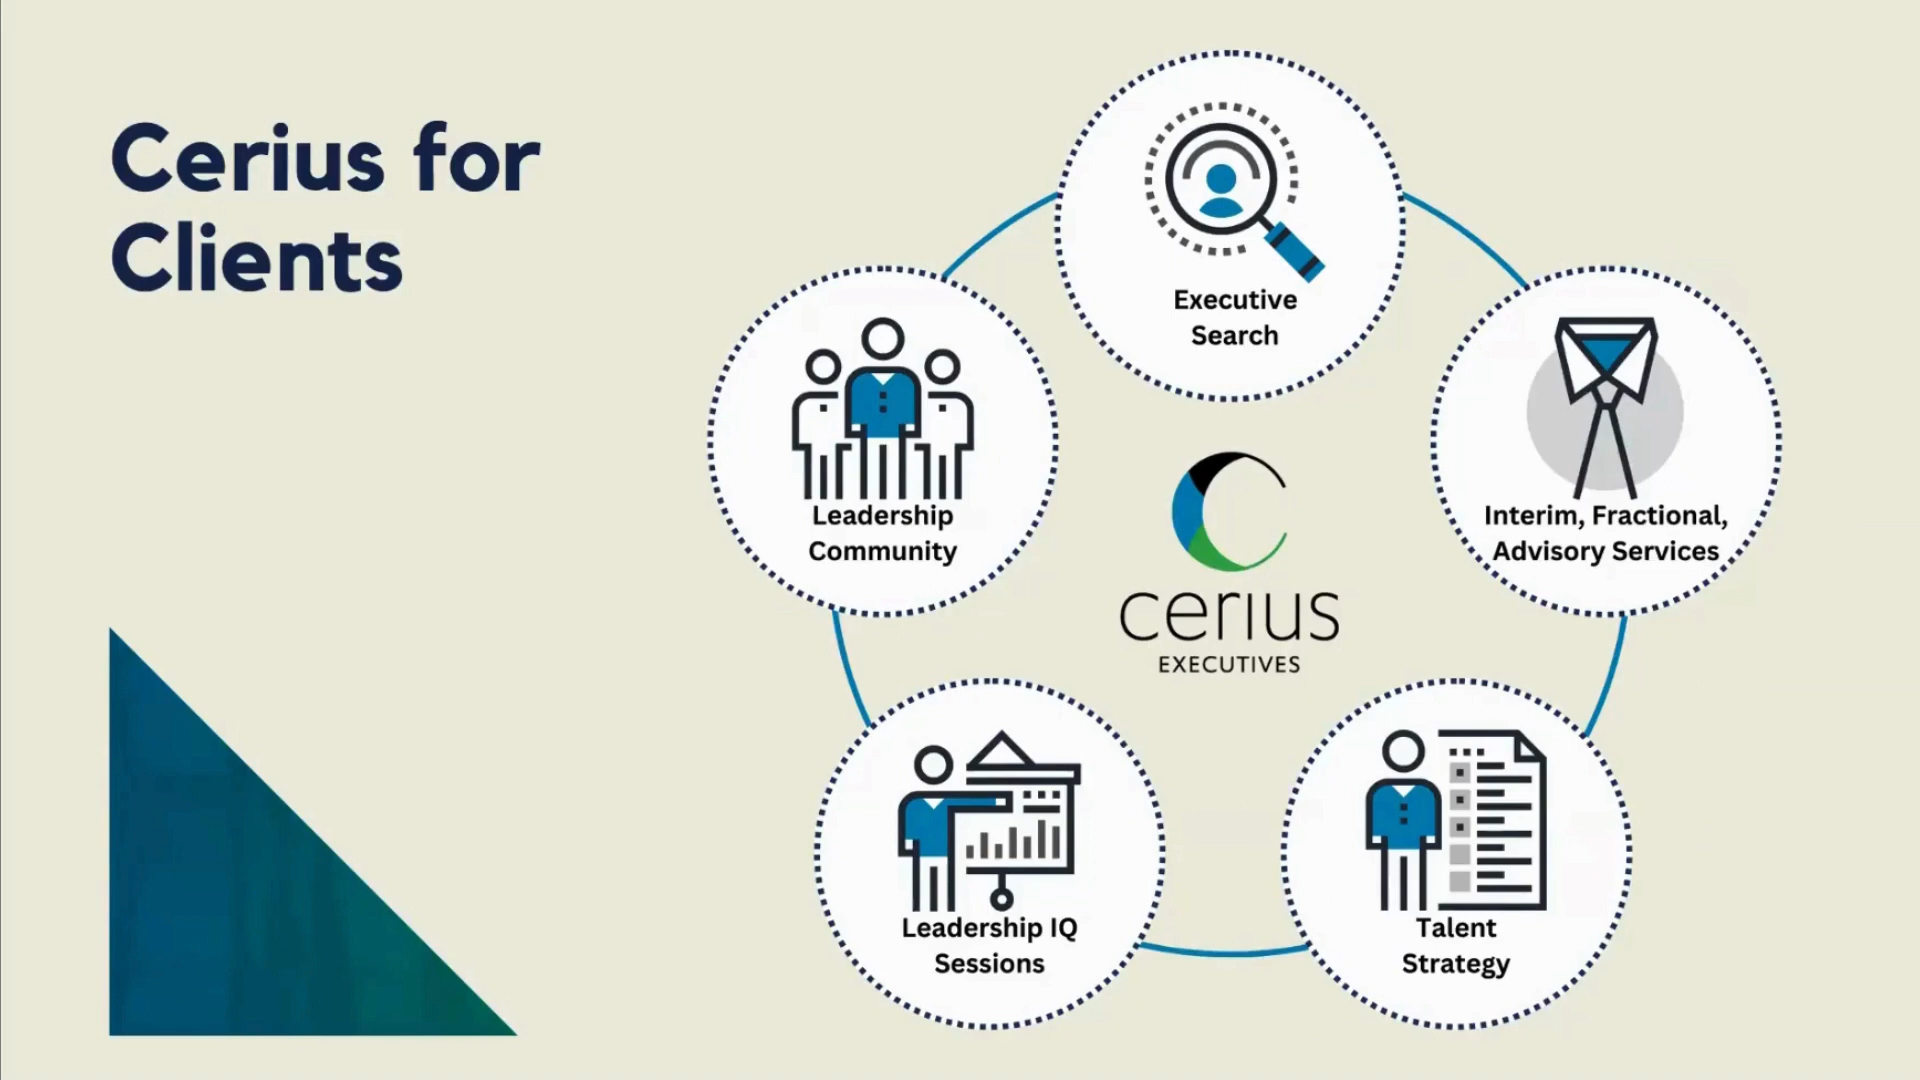 Cerius for
Clients
Executive
Search
Leadership
Community
Interim, Fractional,
Advisory Services
cerius
EXECUTIVES
Leadership IQ
Sessions
Talent
Strategy